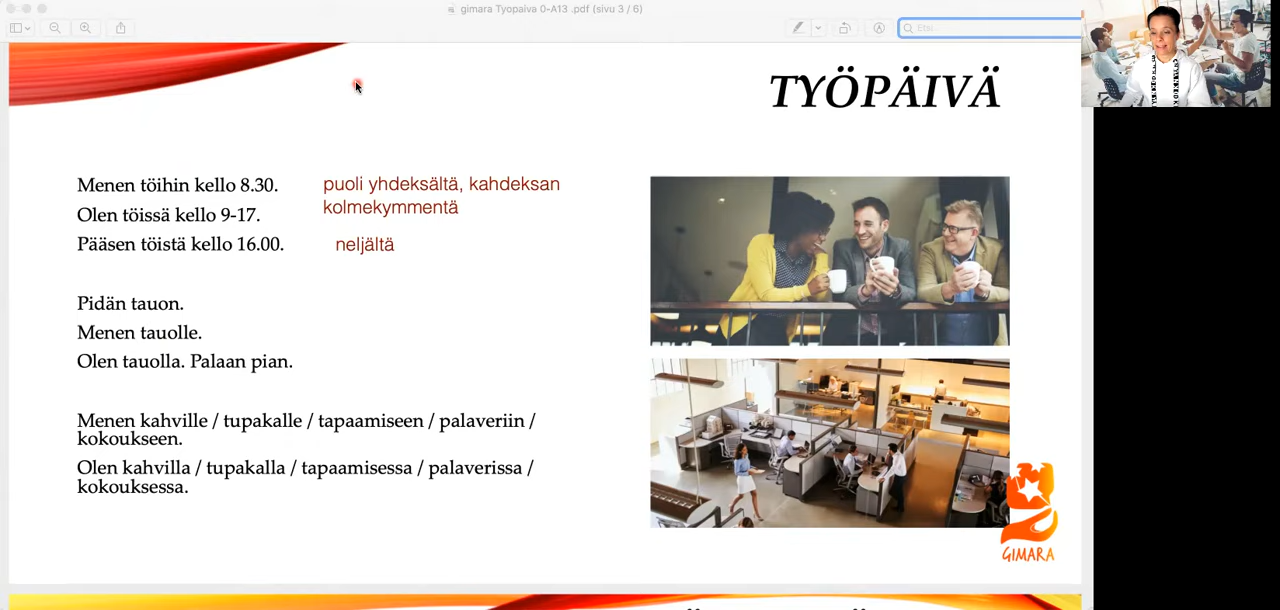 gimara Tyopaiva 0-A13 .pdf (sivu 3 / 6)
Etsi
TYÖPÄIVÄ
Menen töihin kello 8.30.
puoli yhdeksältä, kahdeksan
kolmekymmentä
Olen töissä kello 9-17.
Pääsen töistä kello 16.00.
neljältä
Pidän tauon.
Menen tauolle.
Olen tauolla. Palaan pian.
Menen kahville / tupakalle / tapaamiseen / palaveriin /
kokoukseen.
Olen kahvilla / tupakalla / tapaamisessa / palaverissa /
kokouksessa.
GIMARA